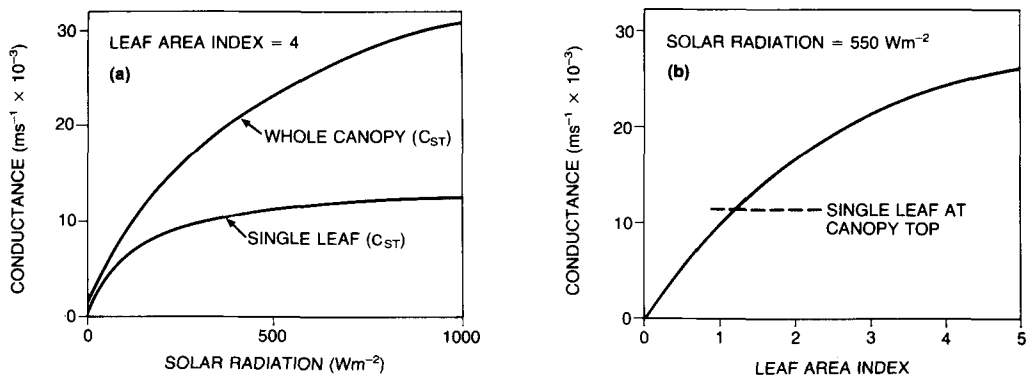 LEAF AREA INDEX = 4
(a)
WHOLE CANOPY (C_ST)
SINGLE LEAF (C_ST)
CONDUCTANCE (ms⁻¹ × 10⁻³)
30
20
10
0
0
500
1000
SOLAR RADIATION (Wm⁻²)
SOLAR RADIATION = 550 Wm⁻²
(b)
SINGLE LEAF AT
CANOPY TOP
CONDUCTANCE (ms⁻¹ × 10⁻³)
30
20
10
0
0
1
2
3
4
5
LEAF AREA INDEX